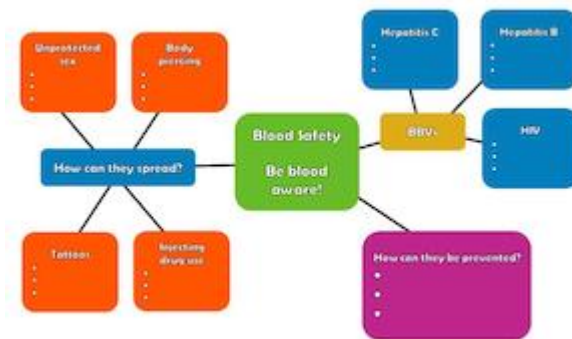 Unprotected
sex
Body
piercing
Hepatitis C
Hepatitis B
Blood Safety
Be blood
aware!
BBVs
HIV
How can they spread?
Tattoos
Injecting
drug use
How can they be prevented?